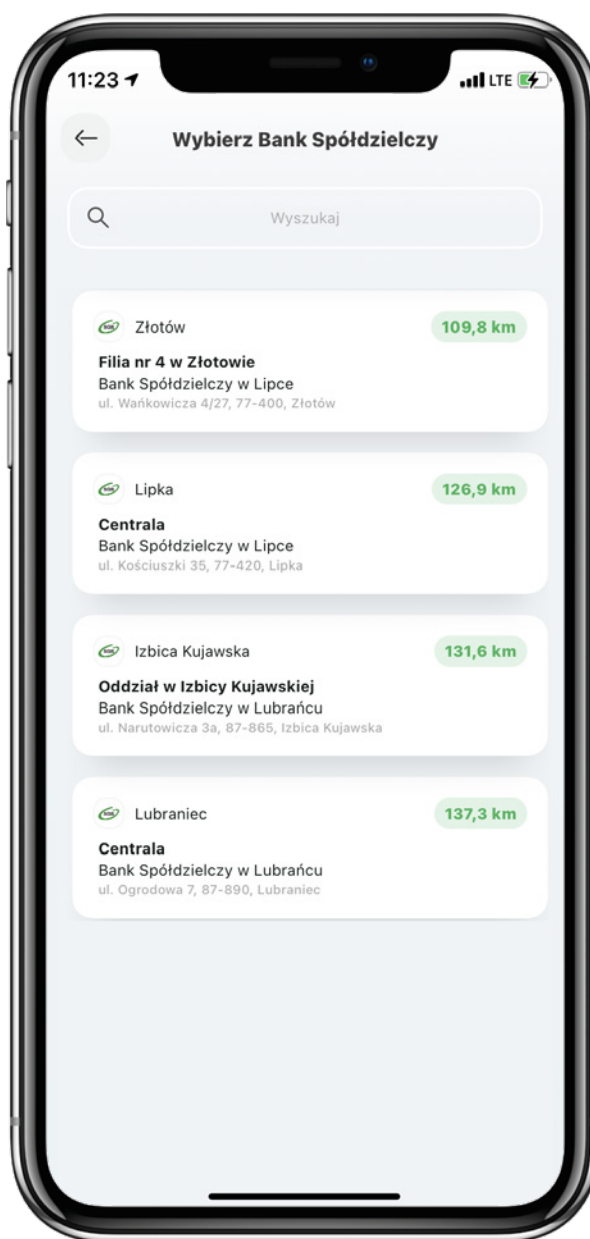 11:23
LTE
Wybierz Bank Spółdzielczy
Wyszukaj
Złotów
109,8 km
Filia nr 4 w Złotowie
Bank Spółdzielczy w Lipce
ul. Wańkowicza 4/27, 77-400, Złotów
Lipka
126,9 km
Centrala
Bank Spółdzielczy w Lipce
ul. Kościuszki 35, 77-420, Lipka
Izbica Kujawska
131,6 km
Oddział w Izbicy Kujawskiej
Bank Spółdzielczy w Lubrańcu
ul. Narutowicza 3a, 87-865, Izbica Kujawska
Lubraniec
137,3 km
Centrala
Bank Spółdzielczy w Lubrańcu
ul. Ogrodowa 7, 87-890, Lubraniec